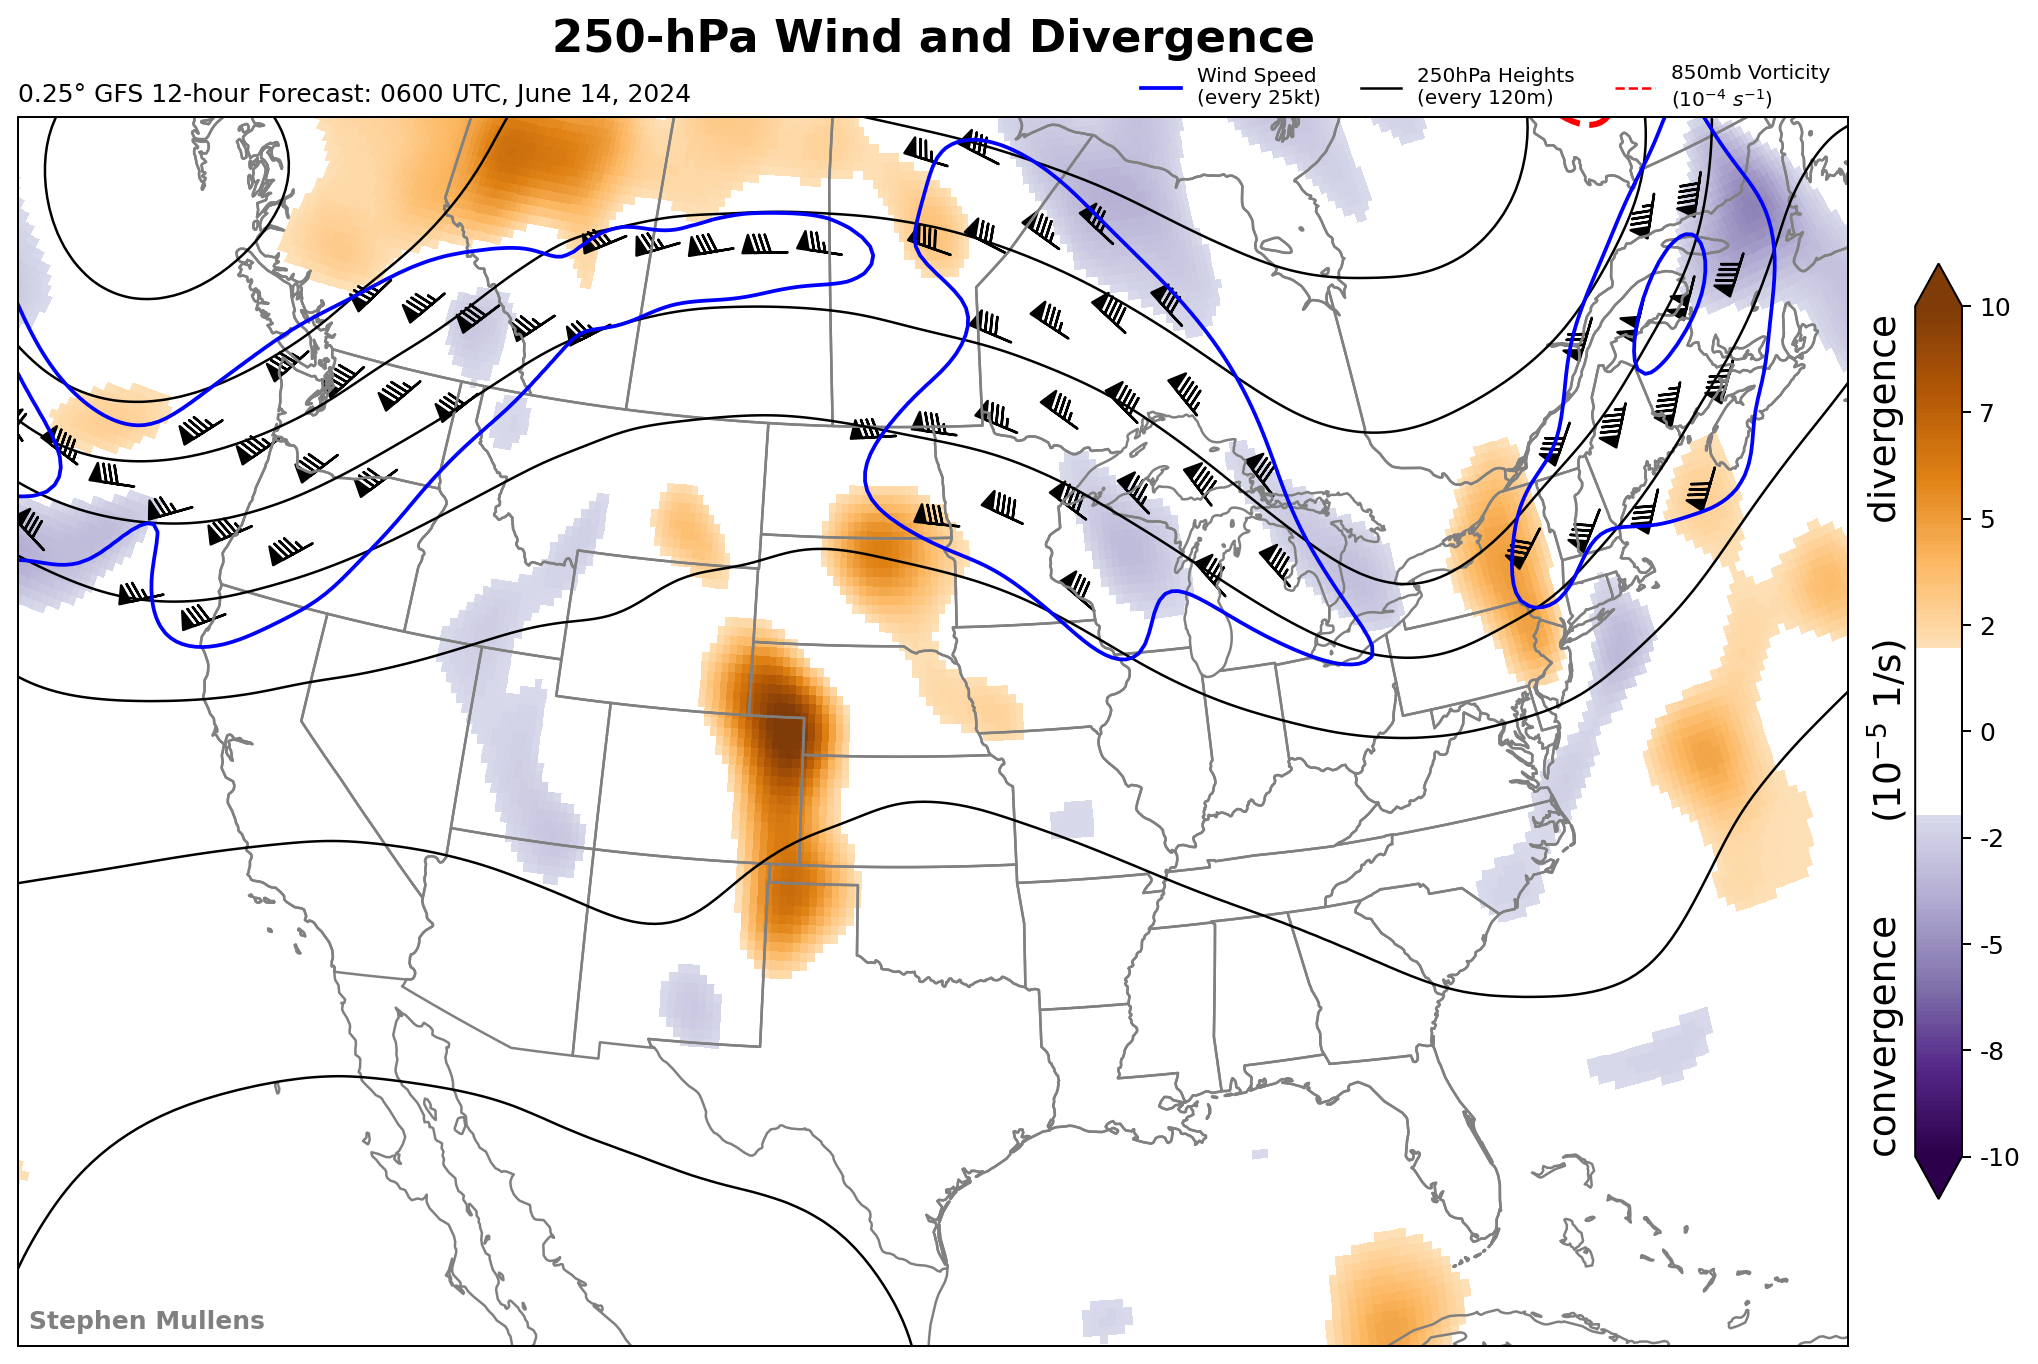 250-hPa Wind and Divergence
0.25° GFS 12-hour Forecast: 0600 UTC, June 14, 2024
Wind Speed
(every 25kt)
250hPa Heights
(every 120m)
850mb Vorticity
(10⁻⁴ s⁻¹)
10
7
5
2
0
-2
-5
-8
-10
convergence (10⁻⁵ 1/s) divergence
Stephen Mullens